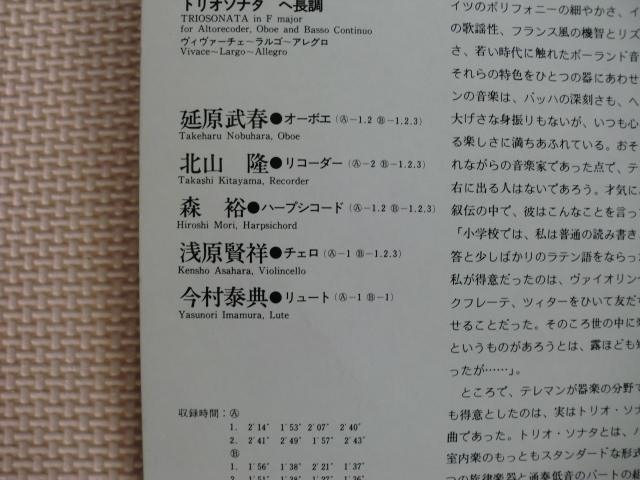 トリオソナタ ヘ長調
TRIOSONATA in F major
for Altorecoder, Oboe and Basso Continuo
ヴィヴァーチェ〜ラルゴ〜アレグロ
Vivace~Largo~Allegro
延原武春●オーボエ（Ⓐ−1.2 Ⓑ−1.2.3）
Takeharu Nobuhara, Oboe
北山 隆●リコーダー（Ⓐ−2 Ⓑ−1.2.3）
Takashi Kitayama, Recorder
森 裕●ハープシコード（Ⓐ−1.2 Ⓑ−1.2.3）
Hiroshi Mori, Harpsichord
浅原賢祥●チェロ（Ⓐ−1 Ⓑ−1.2.3）
Kensho Asahara, Violincello
今村泰典●リュート（Ⓐ−1 Ⓑ−1）
Yasunori Imamura, Lute
収録時間：Ⓐ
1. 2′14″ 1′53″ 2′07″ 2′40″
2. 2′41″ 2′49″ 1′57″ 2′43″
Ⓑ
1. 1′56″ 1′38″ 2′21″ 1′37″
イツのポリフォニーの細やかさ、イ
の歌謡性、フランス風の機智とリズ
さ、若い時代に触れたポーランド音
それらの特色をひとつの器にあわせ
ンの音楽は、バッハの深刻さも、ヘ
大げさな身振りもないが、いつも心
る楽しさに満ちあふれている。おそ
れながらの音楽家であった点で、テ
右に出る人はないであろう。才気に
叙伝の中で、彼はこんなことを言っ
「小学校では、私は普通の読み書き
答と少しばかりのラテン語をならっ
私が得意だったのは、ヴァイオリン
クフレーテ、ツィターをひいて友だ
せることだった。そのころ世の中に
というものがあろうとは、露ほども
ったが……」。
ところで、テレマンが器楽の分野で
も得意としたのは、実はトリオ・ソナ
曲であった。トリオ・ソナタとは、バ
室内楽のもっともスタンダードな形式
つの旋律楽器と通奏低音のパートの組